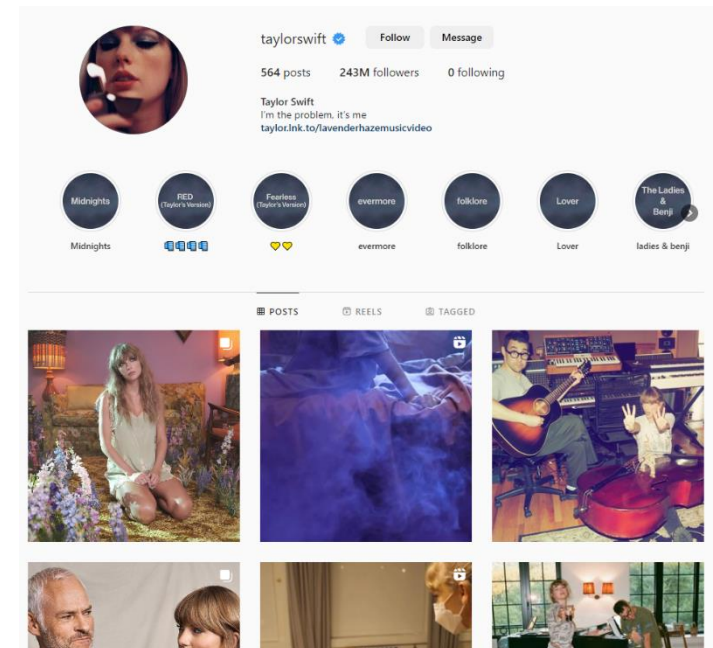 taylorswift Follow Message
564 posts 243M followers 0 following
Taylor Swift
I'm the problem, it's me
taylor.lnk.to/lavenderhazemusicvideo
Midnights
RED
(Taylor's Version)
Fearless
(Taylor's Version)
evermore
folklore
Lover
The Ladies
&
Benji
Midnights
evermore
folklore
Lover
ladies & benji
POSTS REELS TAGGED